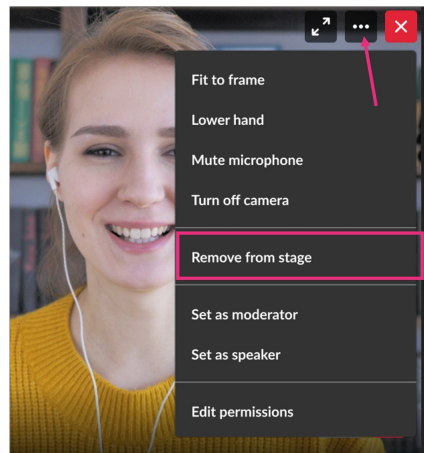 Fit to frame
Lower hand
Mute microphone
Turn off camera
Remove from stage
Set as moderator
Set as speaker
Edit permissions